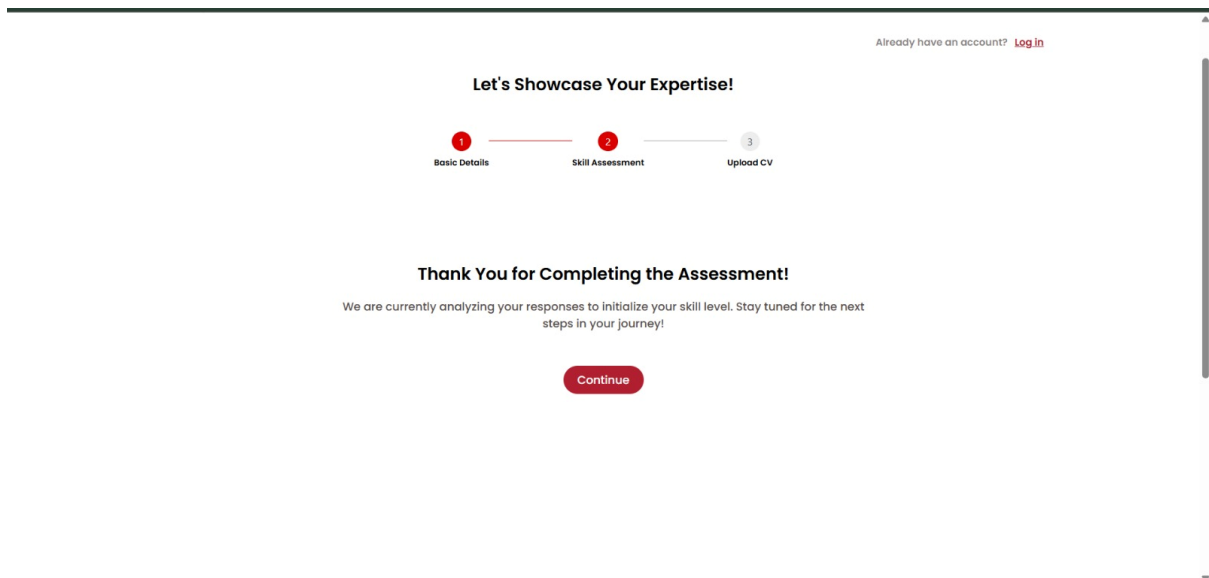 Already have an account? Log in
Let's Showcase Your Expertise!
1
2
3
Basic Details
Skill Assessment
Upload CV
Thank You for Completing the Assessment!
We are currently analyzing your responses to initialize your skill level. Stay tuned for the next
steps in your journey!
Continue